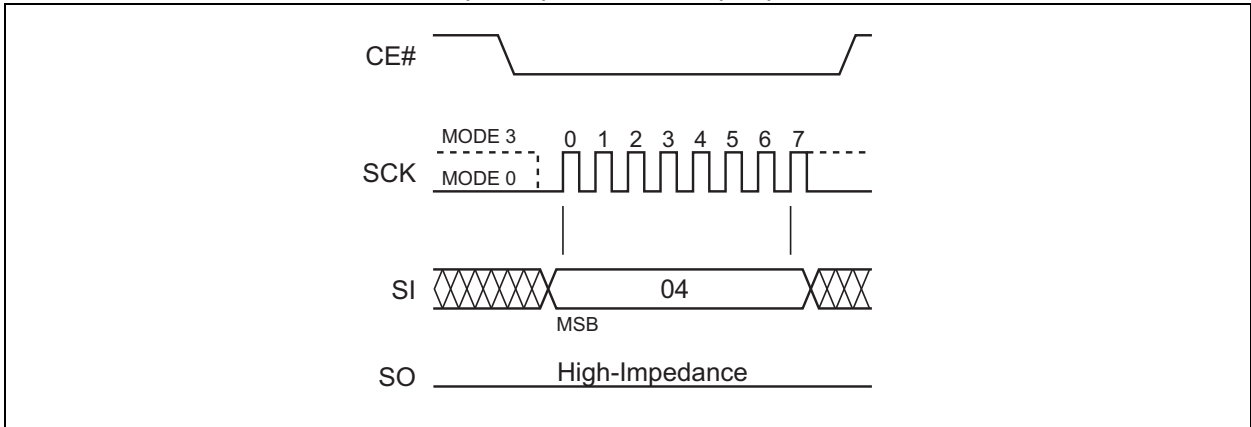 CE#
MODE 3
0 1 2 3 4 5 6 7
SCK
MODE 0
SI
04
MSB
SO
High-Impedance